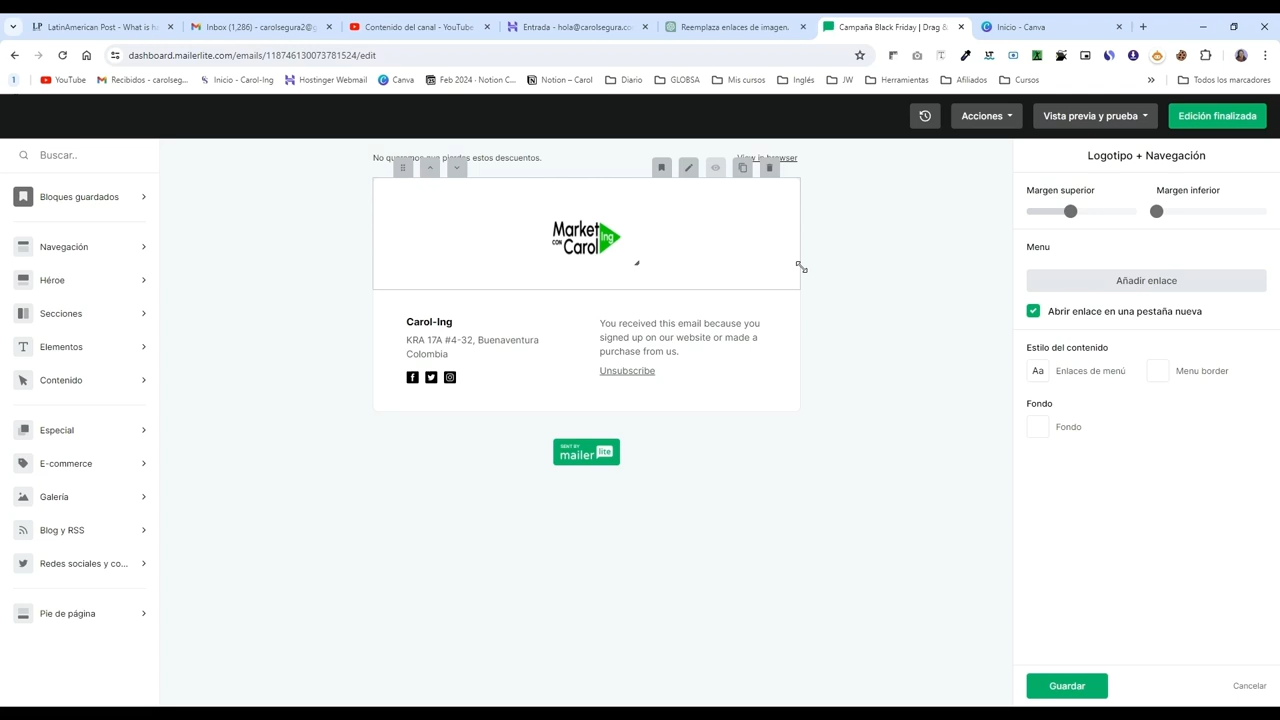 LatinAmerican Post - What is h
Inbox (1,286) - carolsegura2@g
Contenido del canal - YouTube
Entrada - hola@carolsegura.co
Reemplaza enlaces de imagen.
Campaña Black Friday | Drag &
Inicio - Canva
dashboard.mailerlite.com/emails/118746130073781524/edit
1
YouTube
Recibidos - carolseg...
Inicio - Carol-Ing
Hostinger Webmail
Canva
Feb 2024 · Notion C...
Notion – Carol
Diario
GLOBSA
Mis cursos
Inglés
JW
Herramientas
Afiliados
Cursos
»
Todos los marcadores
Acciones
Vista previa y prueba
Edición finalizada
Buscar..
Bloques guardados
Navegación
Héroe
Secciones
Elementos
Contenido
Especial
E-commerce
Galería
Blog y RSS
Redes sociales y co...
Pie de página
No queremos que pierdas estos descuentos.
View in browser
Market
Ing
CON
Carol
Carol-Ing
KRA 17A #4-32, Buenaventura
Colombia
You received this email because you
signed up on our website or made a
purchase from us.
Unsubscribe
SENT BY
mailer lite
Logotipo + Navegación
Margen superior
Margen inferior
Menu
Añadir enlace
Abrir enlace en una pestaña nueva
Estilo del contenido
Aa
Enlaces de menú
Menu border
Fondo
Fondo
Guardar
Cancelar